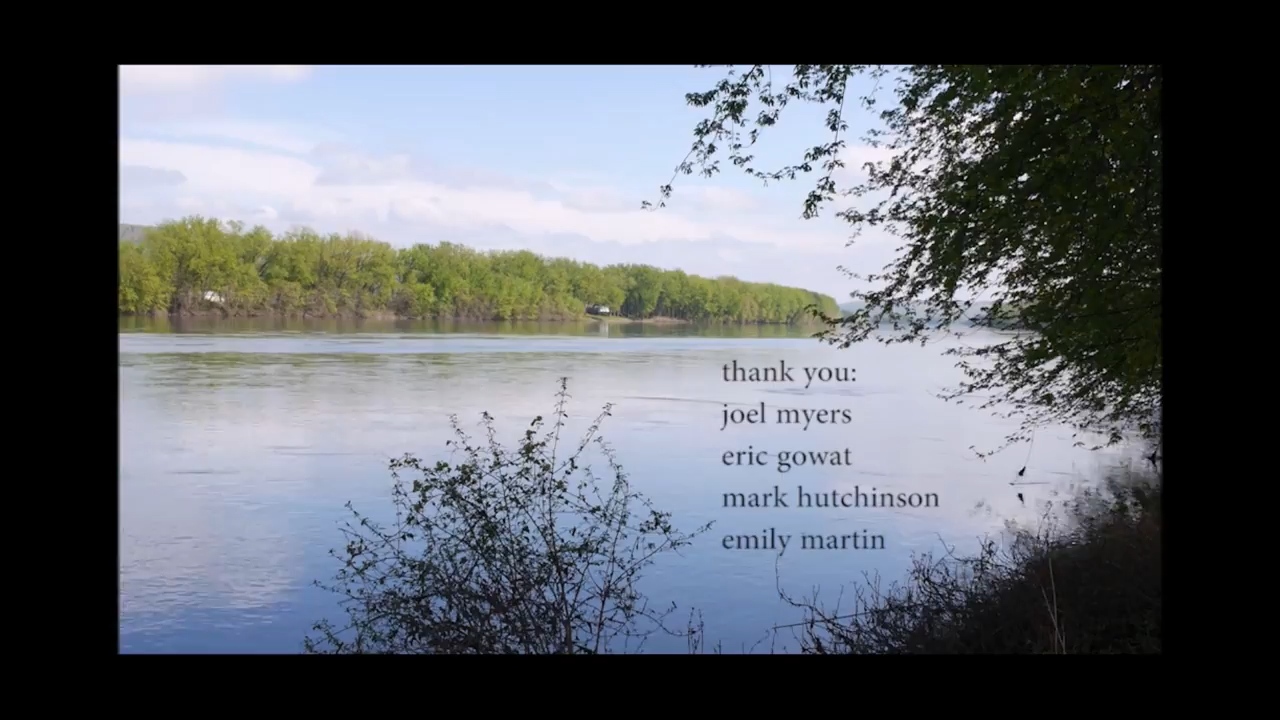 thank you:
joel myers
eric gowat
mark hutchinson
emily martin